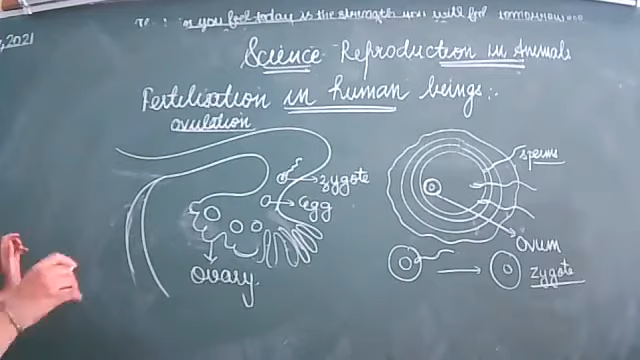 you feel today is the strength you will feel tomorrow...
2021
Science Reproduction in Animals
Fertilisation in human beings:.
ovulation
zygote
egg
ovary
sperms
ovum
zygote